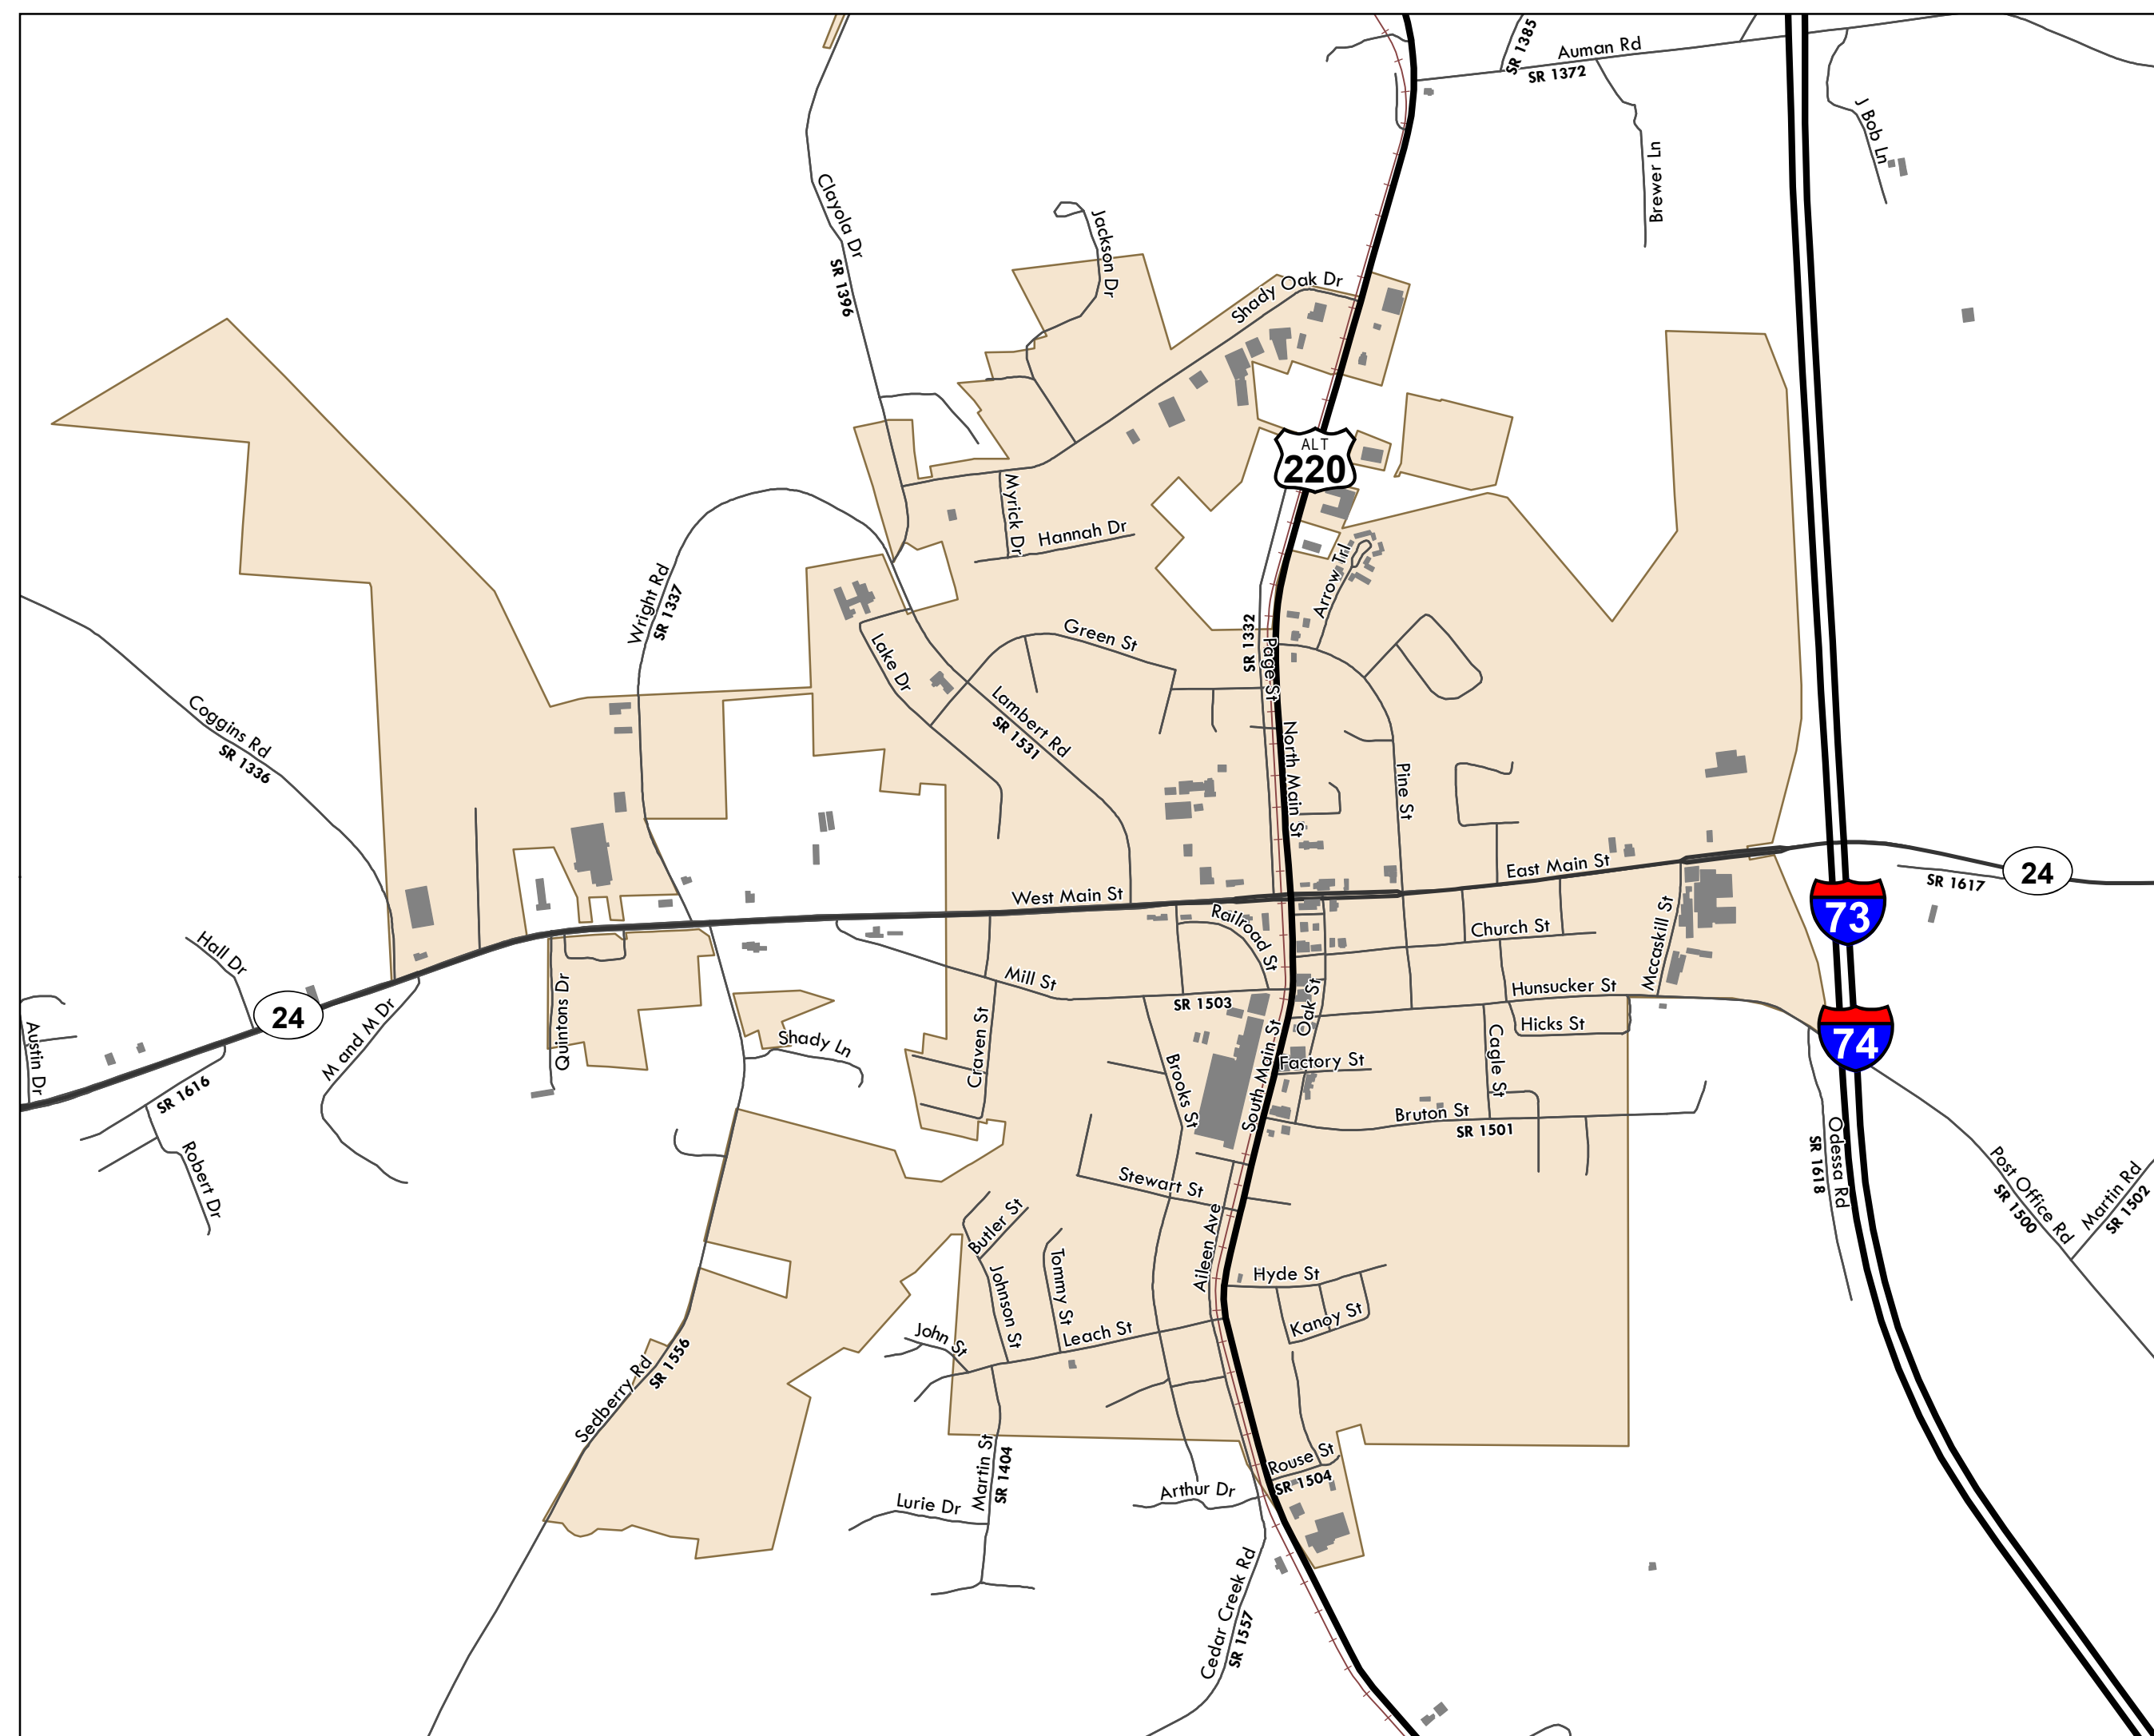 SR 1385
Auman Rd
SR 1372
J Bob Ln
Brewer Ln
Clayola Dr
SR 1396
Jackson Dr
Shady Oak Dr
ALT
220
Myrick Dr
Hannah Dr
Arrow Trl
Wright Rd
SR 1337
Lake Dr
Green St
SR 1332
Page St
Lambert Rd
SR 1531
North Main St
Pine St
Coggins Rd
SR 1336
East Main St
West Main St
24
SR 1617
73
Railroad St
Church St
Mccaskill St
Hall Dr
Mill St
SR 1503
Hunsucker St
24
Quintons Dr
M and M Dr
Oak St
Hicks St
74
Austin Dr
Shady Ln
Craven St
Brooks St
South Main St
Factory St
Cagle St
SR 1616
Bruton St
SR 1501
Robert Dr
Odessa Rd
SR 1618
Post Office Rd
SR 1500
Martin Rd
SR 1502
Stewart St
Butler St
Aileen Ave
Hyde St
Johnson St
Tommy St
Kanoy St
John St
Leach St
Sedberry Rd
SR 1556
Martin St
SR 1404
Rouse St
SR 1504
Lurie Dr
Arthur Dr
Cedar Creek Rd
SR 1557